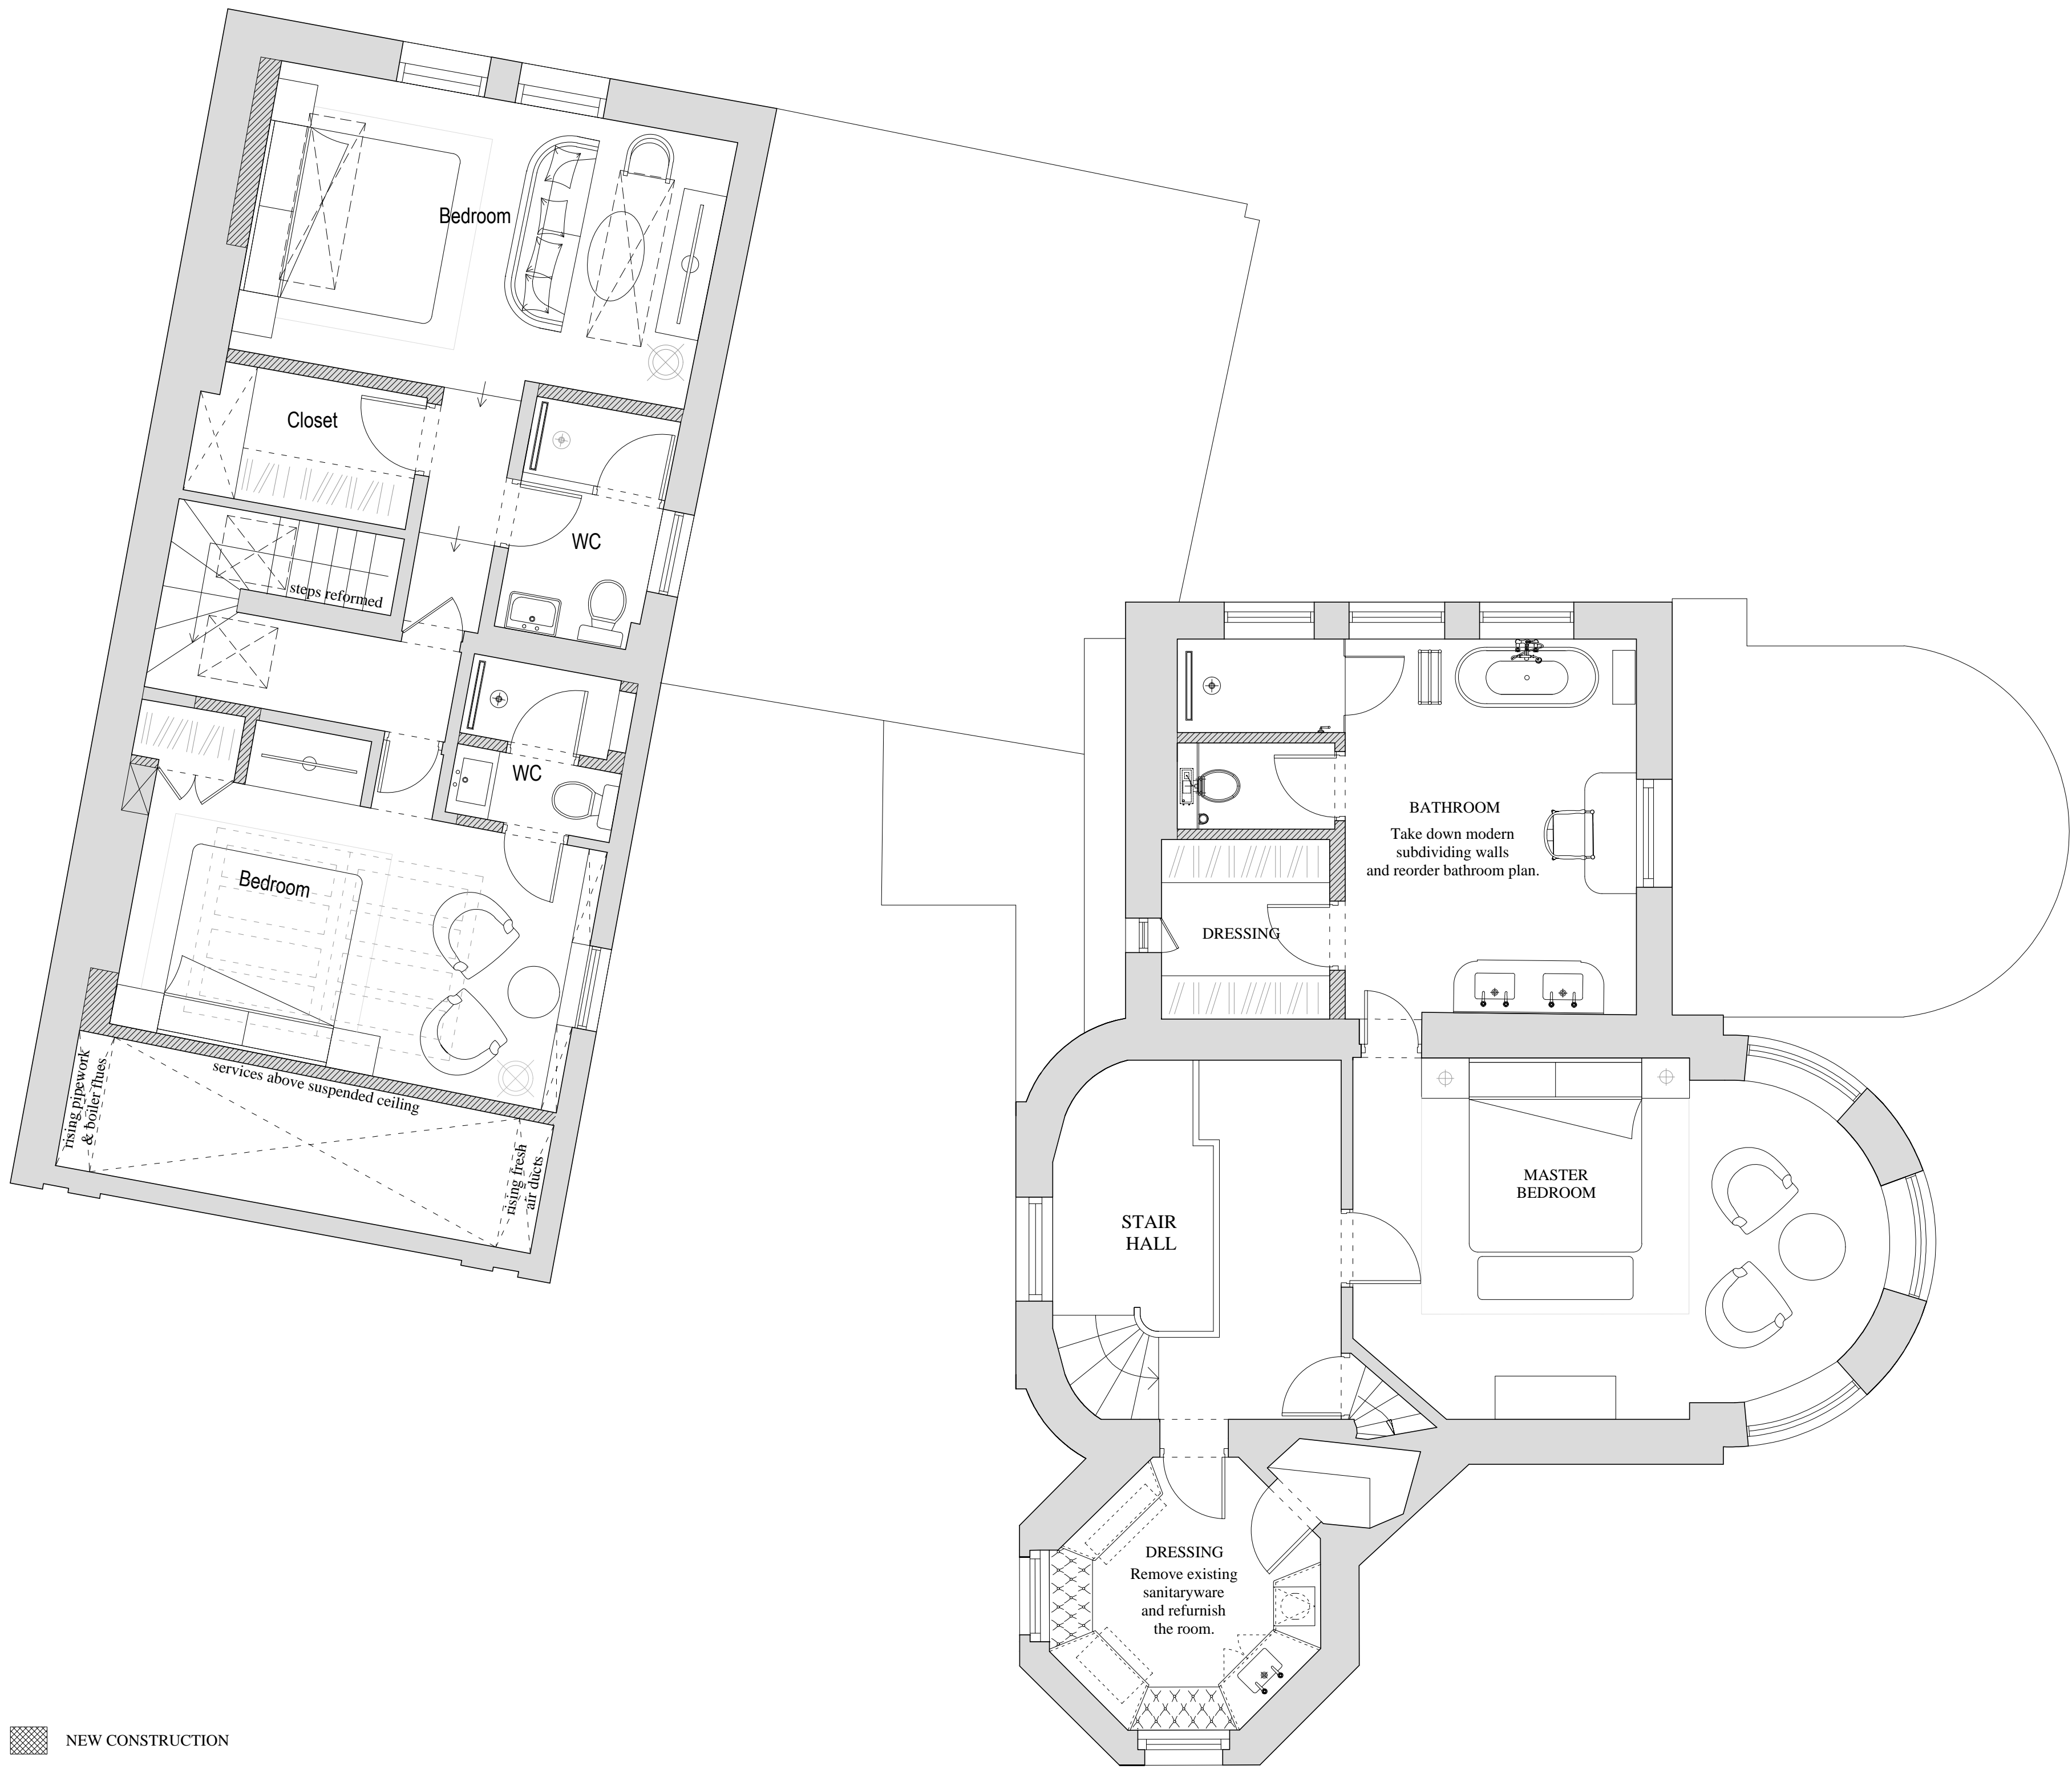 Bedroom
Closet
WC
steps reformed
WC
Bedroom
services above suspended ceiling
rising pipework
& boiler flues
rising fresh
air ducts
BATHROOM
Take down modern
subdividing walls
and reorder bathroom plan.
DRESSING
MASTER
BEDROOM
STAIR
HALL
DRESSING
Remove existing
sanitaryware
and refurnish
the room.
NEW CONSTRUCTION